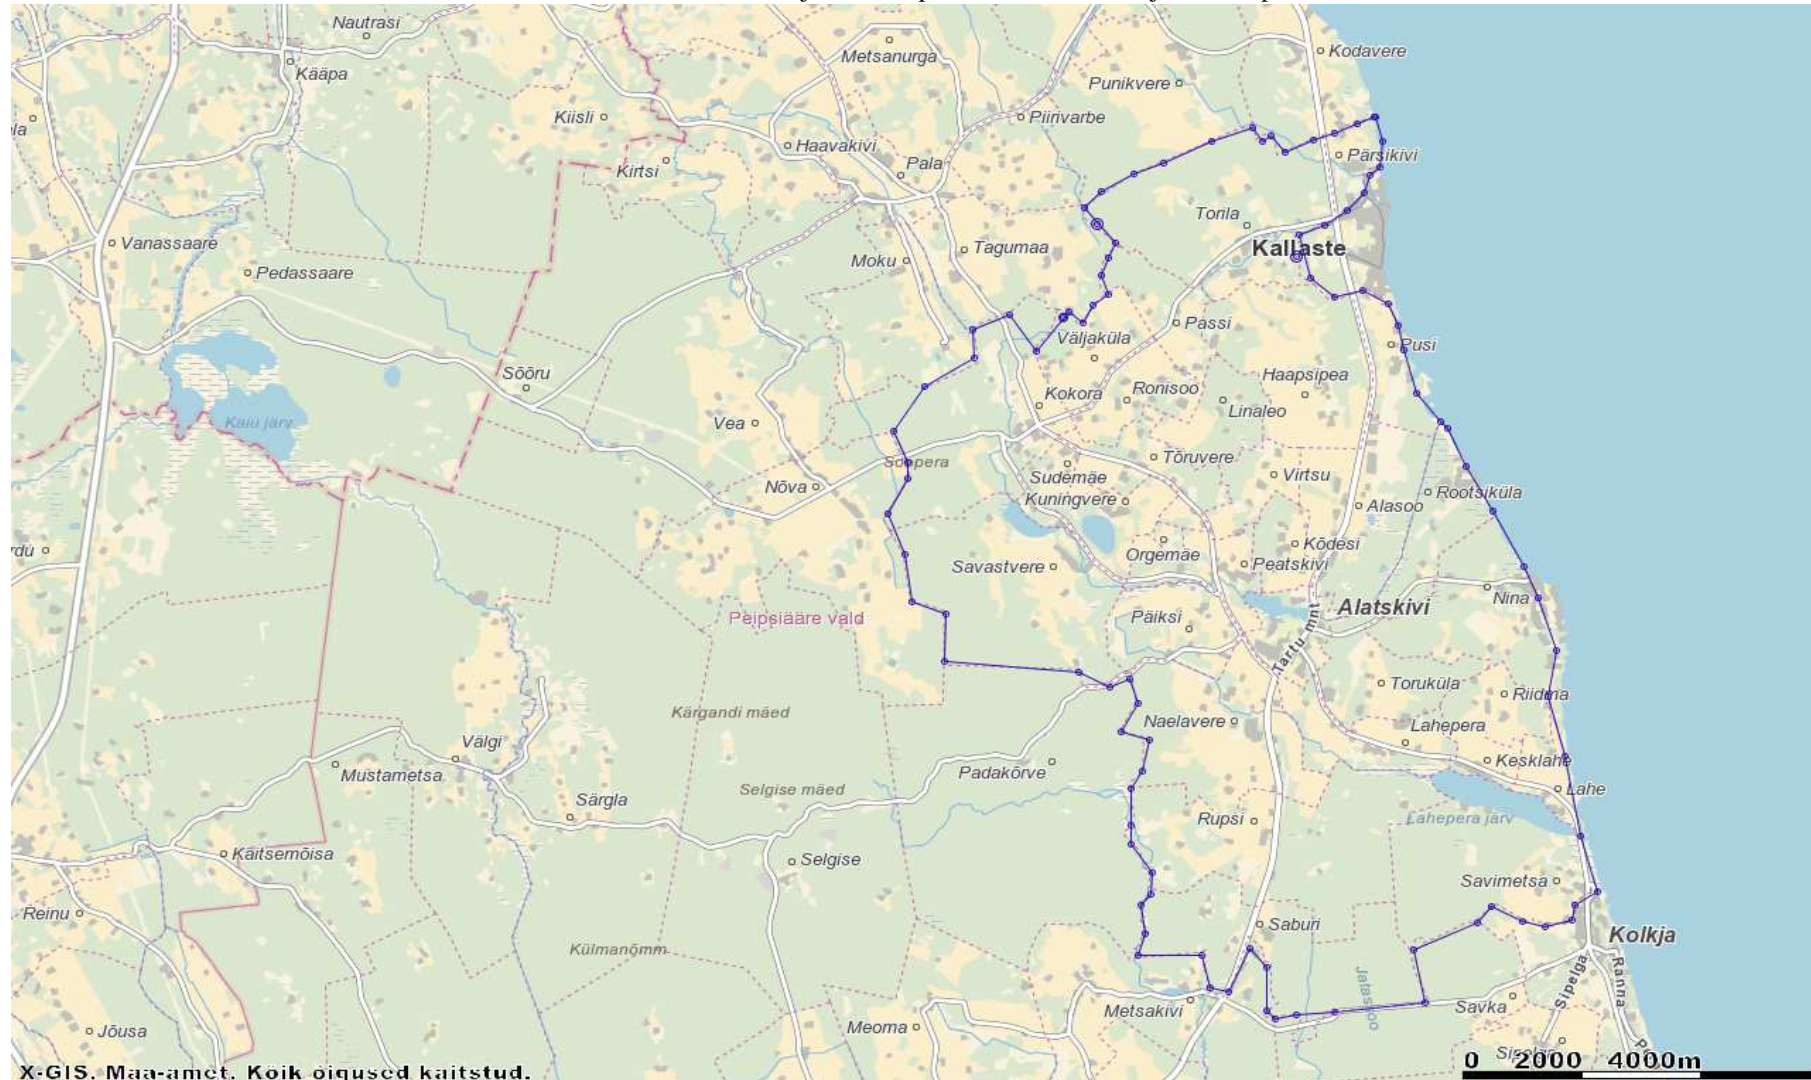 Nautrasi
Metsanurga
Kodavere
Kääpa
Punikvere
Kiisli
Piirivarbe
Haavakivi
Pärsikivi
Kirtsi
Pala
Torila
Vanassaare
Tagumaa
Kallaste
Moku
Pedassaare
Passi
Väljaküla
Pusi
Sõõru
Haapsipea
Kokora
Ronisoo
Linaleo
Kaiu järv
Vea
Soopera
Tõruvere
Sudemäe
Virtsu
Nõva
Kuningvere
Rootsiküla
Alasoo
Kõdesi
Orgemäe
Savastvere
Peatskivi
Nina
Alatskivi
Peipsiääre vald
Päiksi
Tartu mnt
Toruküla
Riidma
Kärgandi mäed
Naelavere
Lahepera
Välgi
Kesklahe
Mustametsa
Padakõrve
Selgise mäed
Lahe
Särgla
Rupsi
Lahepera järv
Kaitsemõisa
Selgise
Savimetsa
Reinu
Saburi
Kolkja
Külmanõmm
Jatasoo
Sipelga
Ranna
Savka
Metsakivi
Meoma
Jõusa
0 2000 4000m
X-GIS. Maa-amet. Kõik õigused kaitstud.